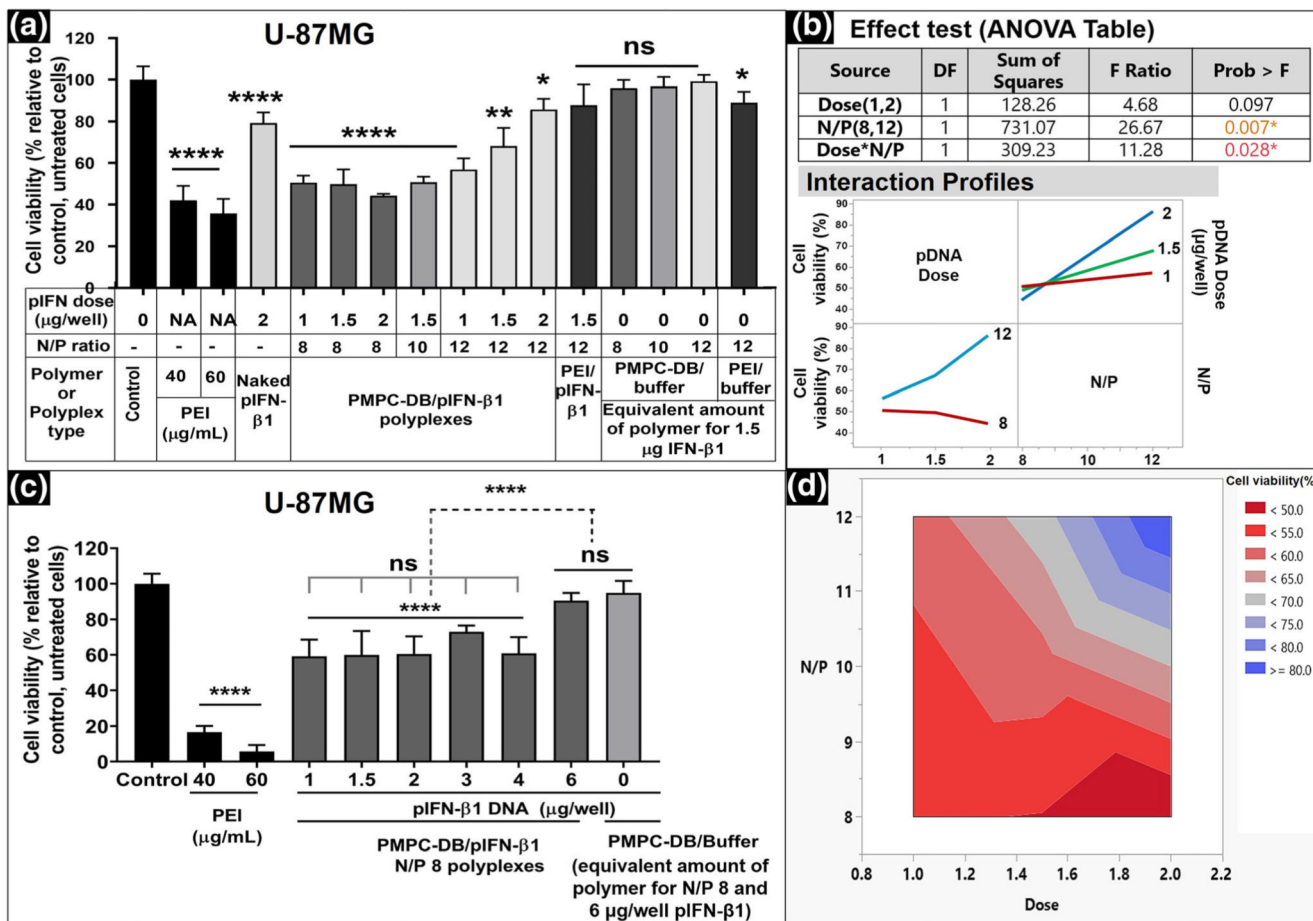 (a)
U-87MG
Cell viability (% relative to
control, untreated cells)
120
100
80
60
40
20
0
****
****
****
**
*
ns
*
pIFN dose
(µg/well)
0 NA NA 2 1 1.5 2 1.5 1 1.5 2 1.5 0 0 0 0
N/P ratio
- - - - 8 8 8 10 12 12 12 12 8 10 12 12
Polymer
or
Polyplex
type
Control
40 60
PEI
(µg/mL)
Naked
pIFN-
β1
PMPC-DB/pIFN-β1
polyplexes
PEI/
pIFN-
β1
PMPC-DB/
buffer
PEI/
buffer
Equivalent amount
of polymer for 1.5
µg IFN-β1
(b)
Effect test (ANOVA Table)
Source DF Sum of Squares F Ratio Prob > F
Dose(1,2) 1 128.26 4.68 0.097
N/P(8,12) 1 731.07 26.67 0.007*
Dose*N/P 1 309.23 11.28 0.028*
Interaction Profiles
Cell
viability (%)
90
80
70
60
50
40
pDNA
Dose
2
1.5
1
pDNA Dose
(µg/well)
Cell
viability (%)
90
80
70
60
50
40
12
8
N/P
N/P
1 1.5 2 8 10 12
(c)
U-87MG
Cell viability (% relative to
control, untreated cells)
120
100
80
60
40
20
0
****
ns
****
****
ns
Control 40 60 1 1.5 2 3 4 6 0
PEI
(µg/mL)
pIFN-β1 DNA (µg/well)
PMPC-DB/pIFN-β1
N/P 8 polyplexes
PMPC-DB/Buffer
(equivalent amount of
polymer for N/P 8 and
6 µg/well pIFN-β1)
(d)
N/P
12
11
10
9
8
0.8 1.0 1.2 1.4 1.6 1.8 2.0 2.2
Dose
Cell viability(%
< 50.0
< 55.0
< 60.0
< 65.0
< 70.0
< 75.0
< 80.0
>= 80.0